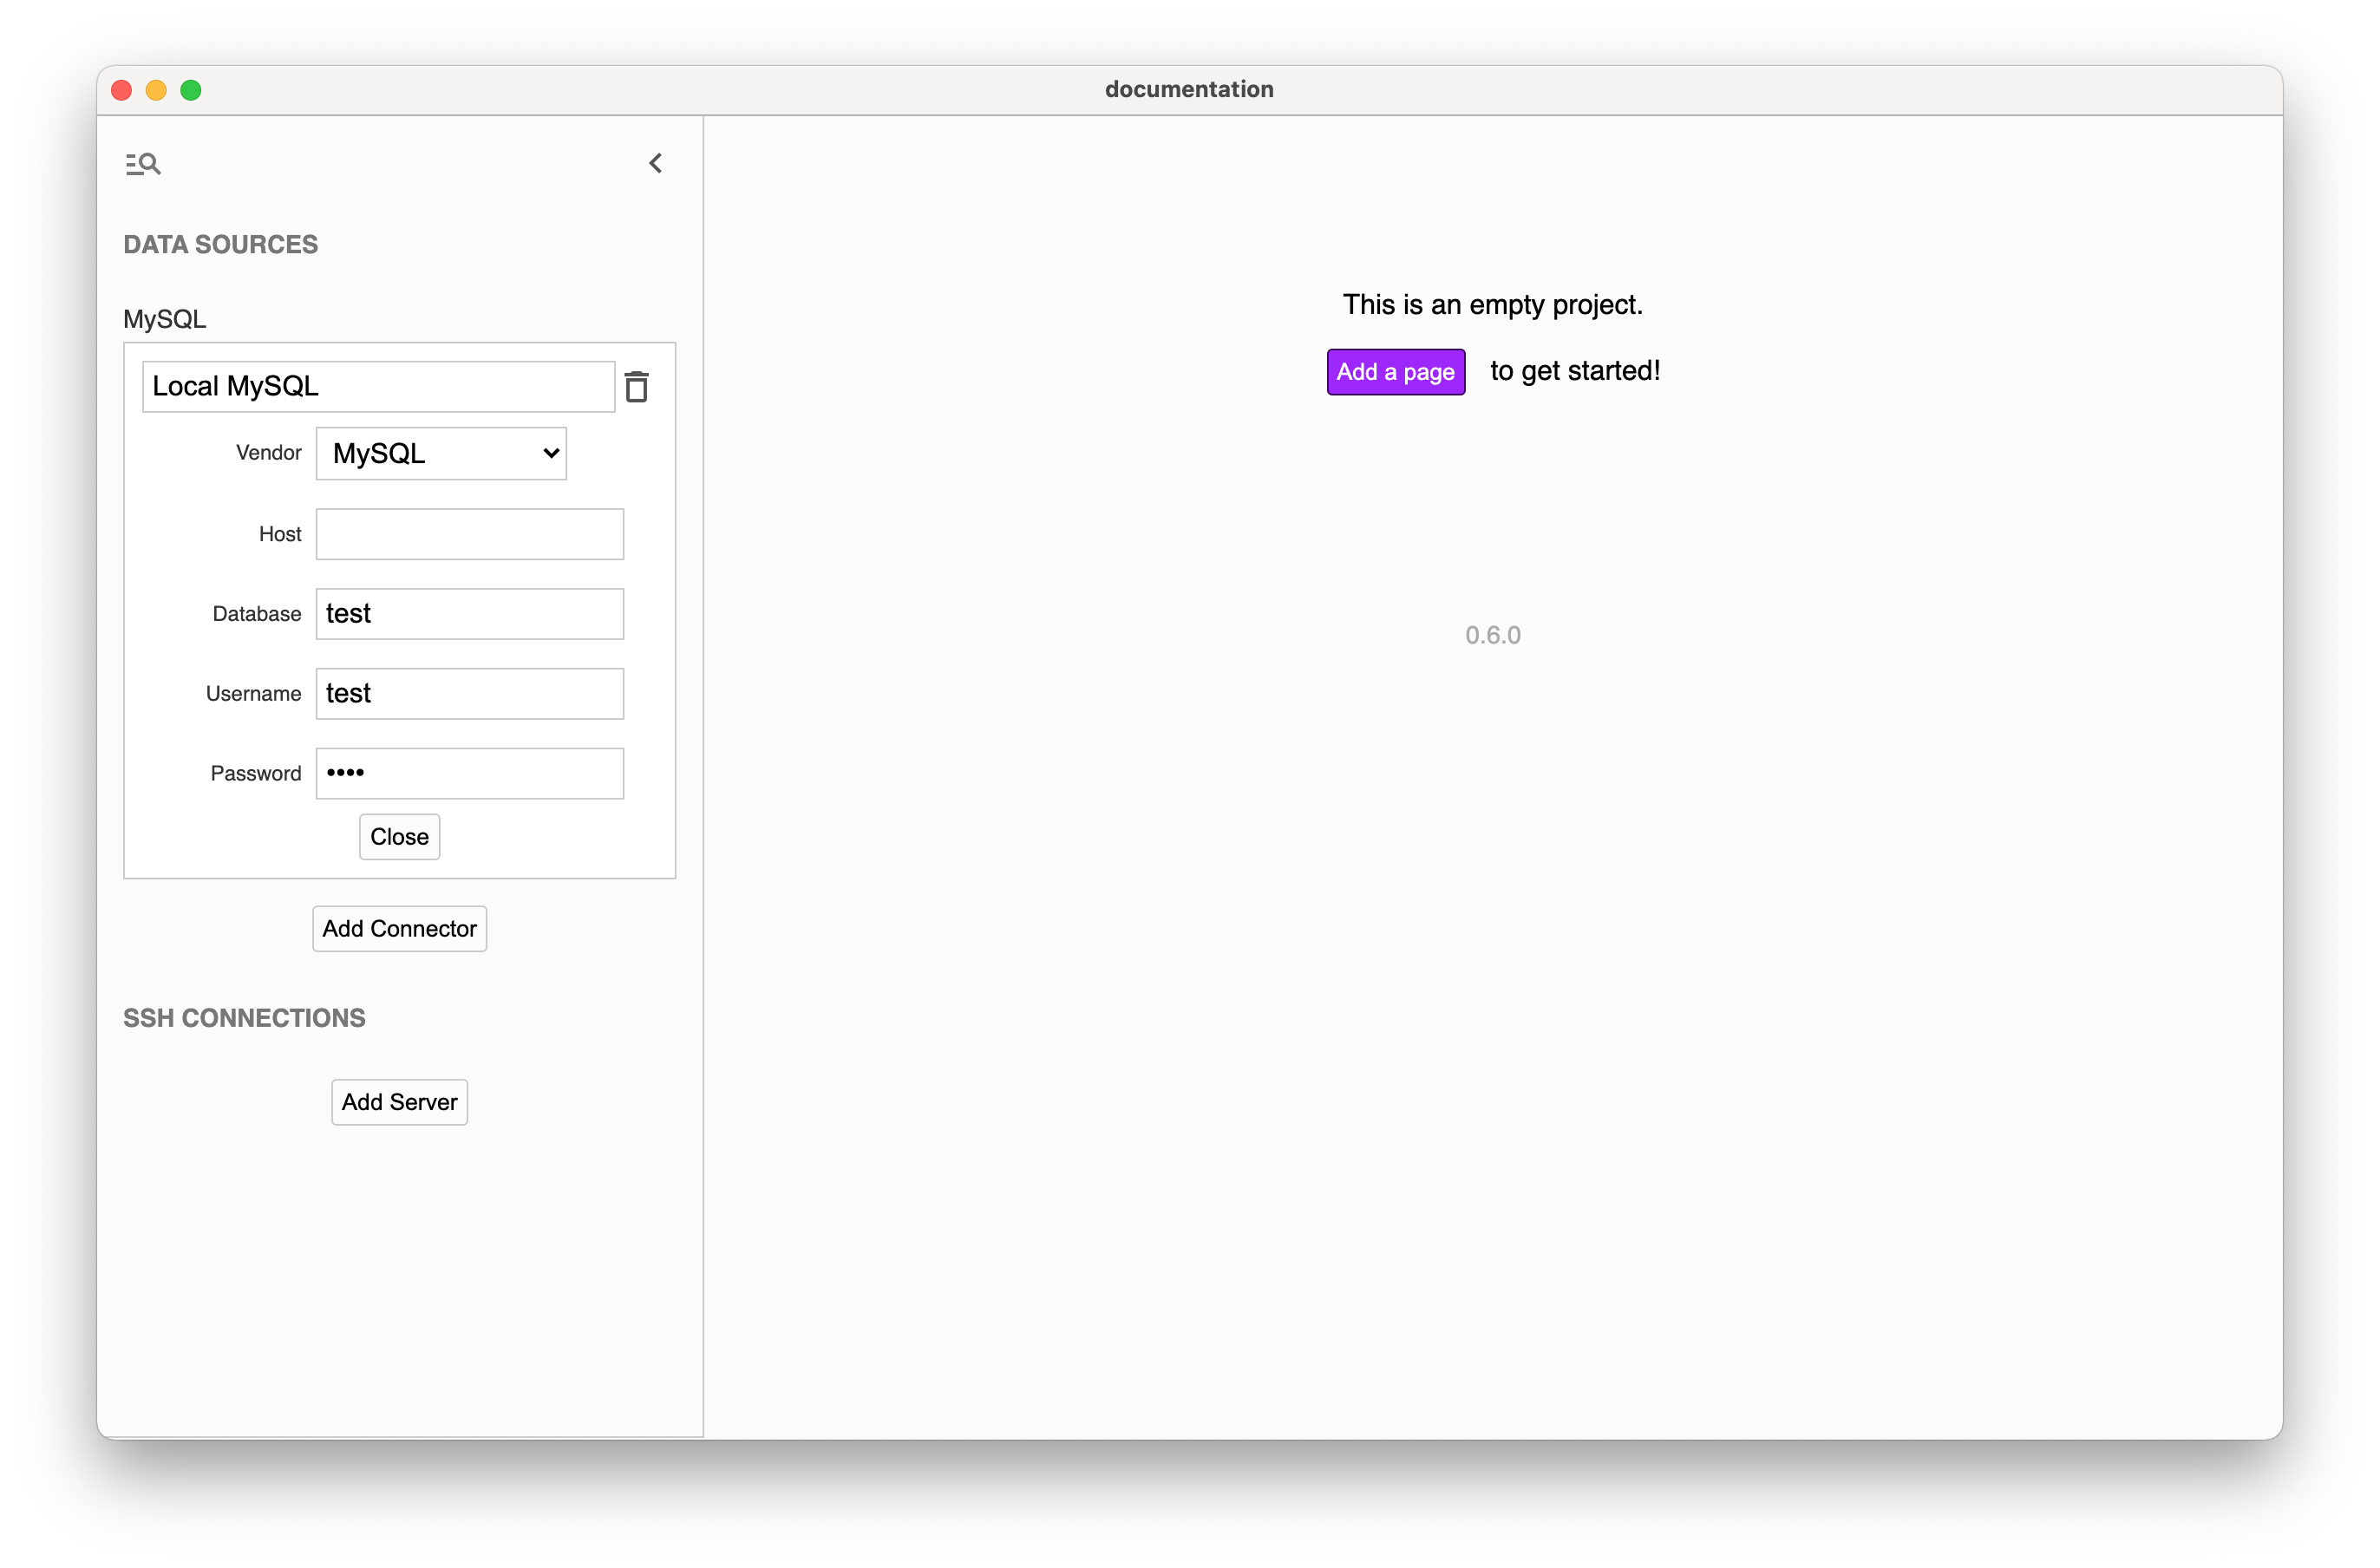 documentation
DATA SOURCES
MySQL
Local MySQL
Vendor MySQL
Host
Database test
Username test
Password ••••
Close
Add Connector
SSH CONNECTIONS
Add Server
This is an empty project.
Add a page to get started!
0.6.0